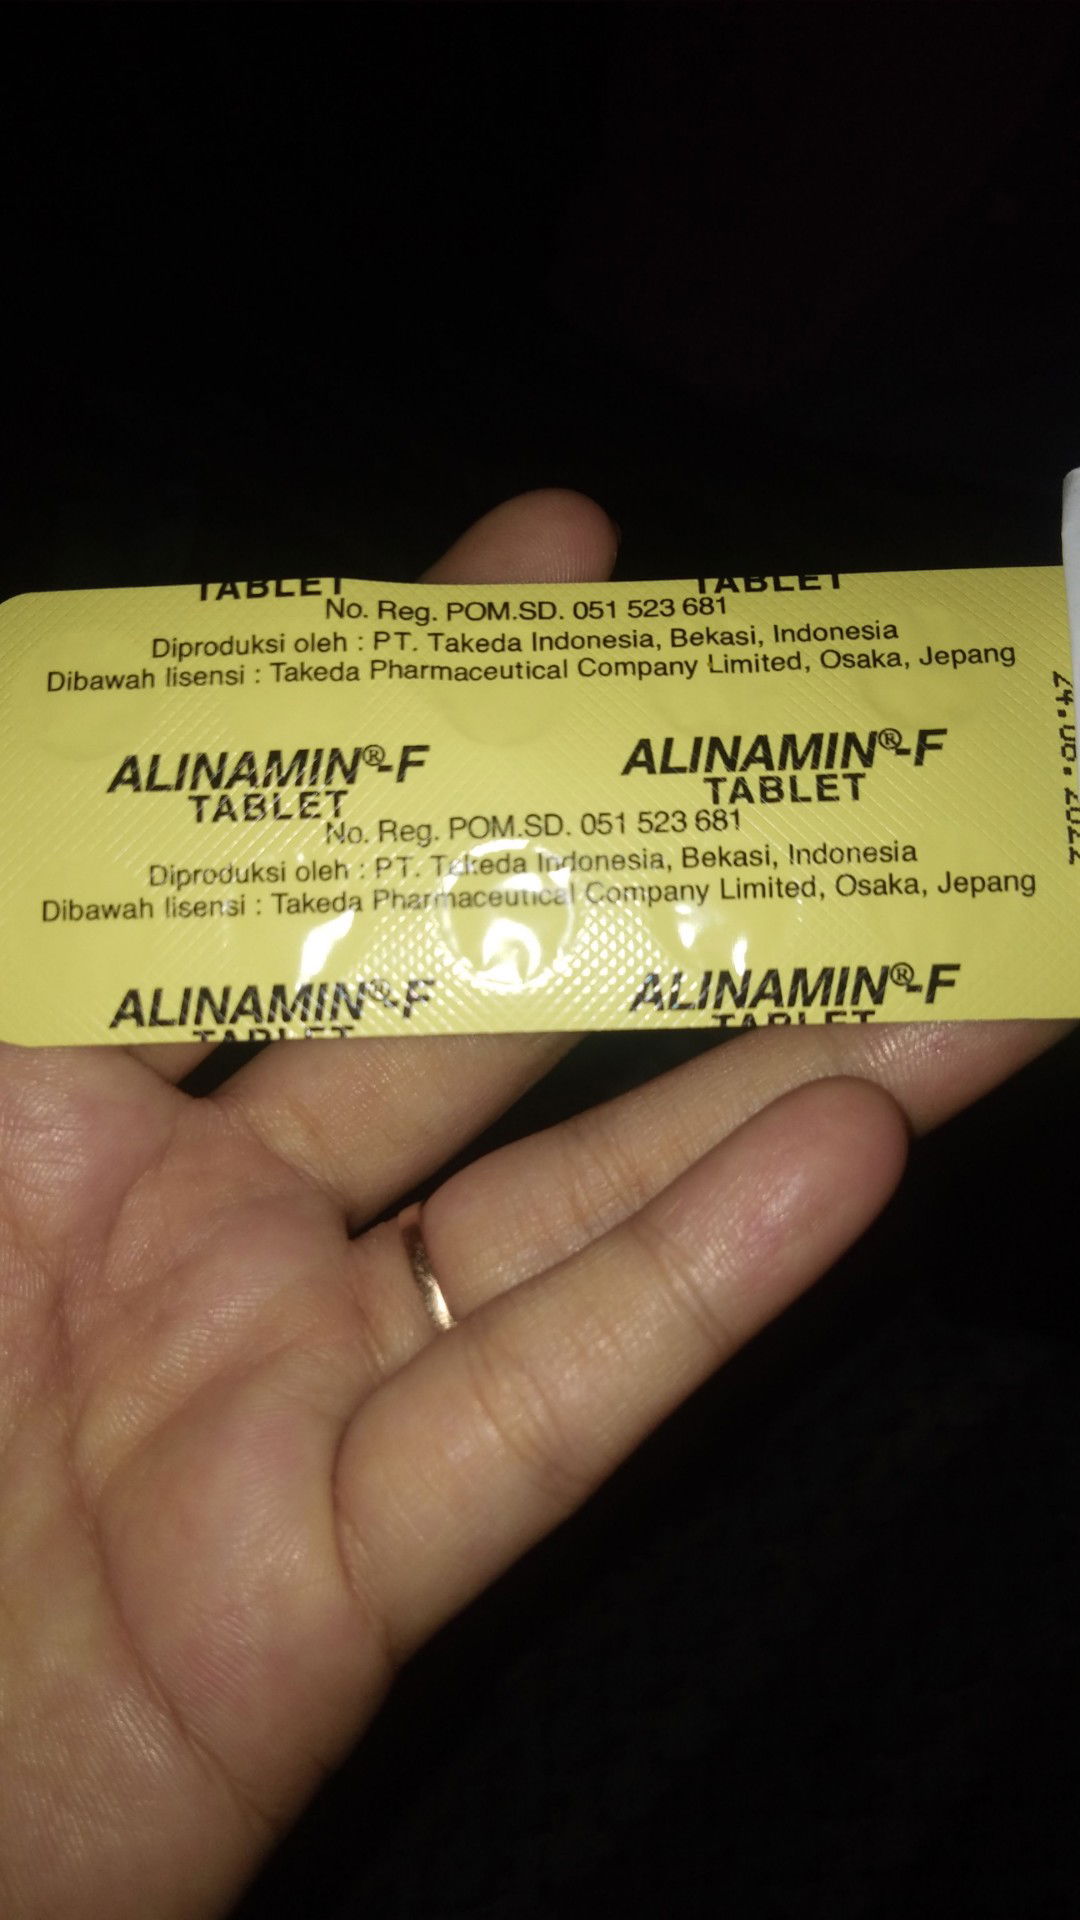 TABLET TABLET
No. Reg. POM.SD. 051 523 681
Diproduksi oleh : PT. Takeda Indonesia, Bekasi, Indonesia
Dibawah lisensi : Takeda Pharmaceutical Company Limited, Osaka, Jepang
ALINAMIN®-F ALINAMIN®-F
TABLET TABLET
No. Reg. POM.SD. 051 523 681
Diproduksi oleh : PT. Takeda Indonesia, Bekasi, Indonesia
Dibawah lisensi : Takeda Pharmaceutical Company Limited, Osaka, Jepang
ALINAMIN®-F ALINAMIN®-F
TABLET TABLET